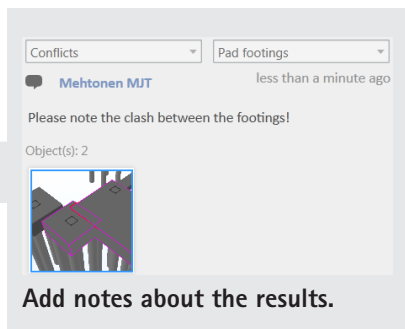 Conflicts Pad footings
Mehtonen MJT less than a minute ago
Please note the clash between the footings!
Object(s): 2
Add notes about the results.